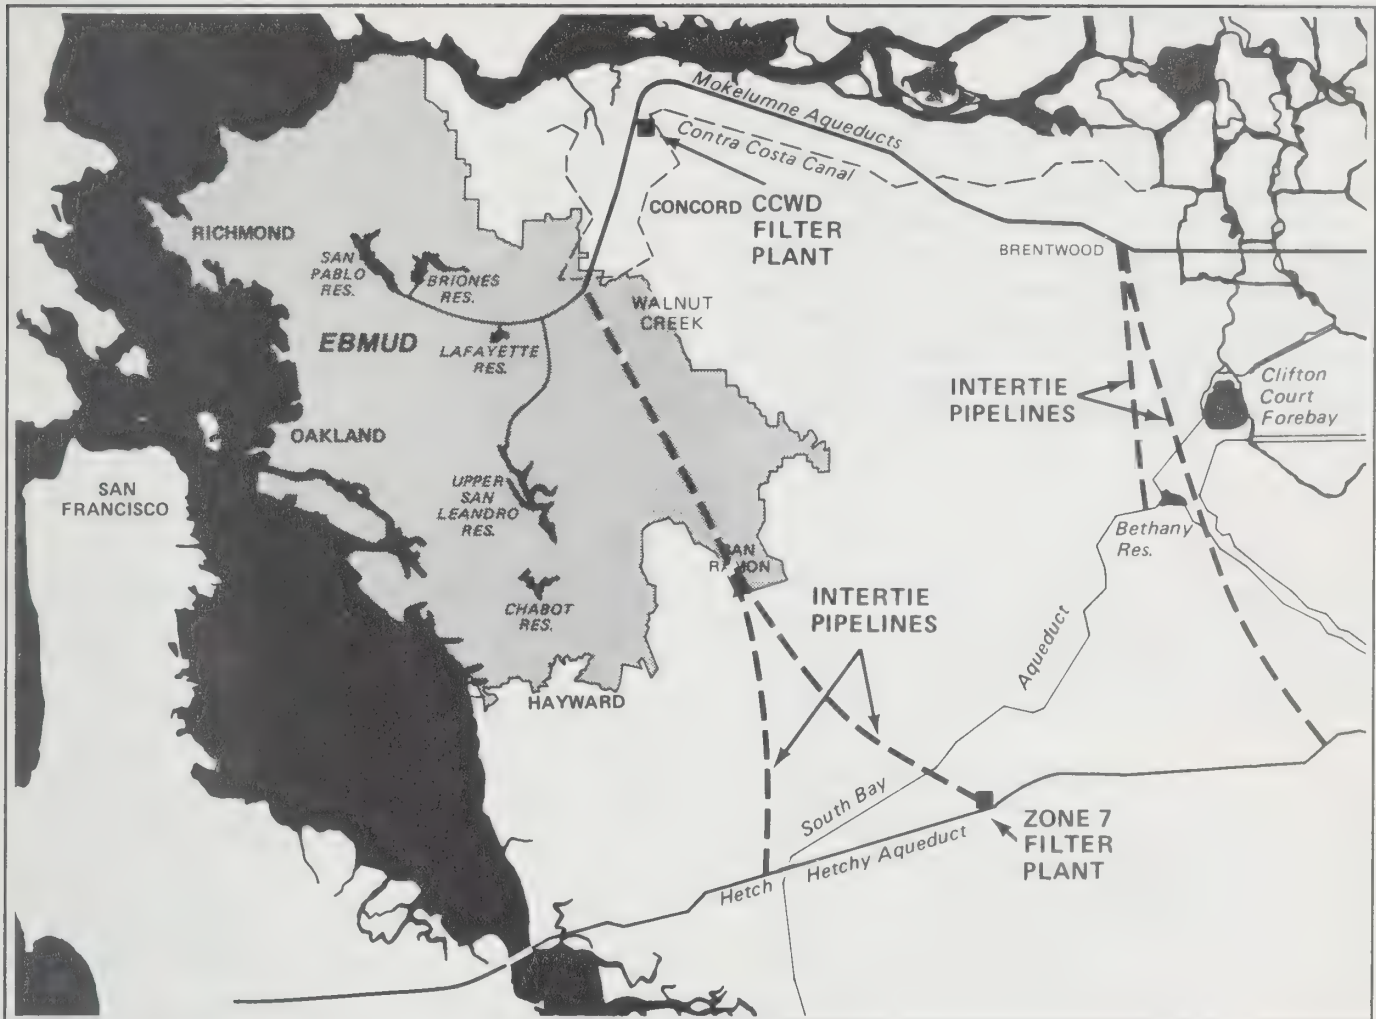 Mokelumne Aqueducts
Contra Costa Canal
CONCORD
CCWD
FILTER
PLANT
RICHMOND
SAN
PABLO
RES.
BRIONES
RES.
BRENTWOOD
WALNUT
CREEK
EBMUD
LAFAYETTE
RES.
INTERTIE
PIPELINES
Clifton
Court
Forebay
OAKLAND
SAN
FRANCISCO
UPPER
SAN
LEANDRO
RES.
Bethany
Res.
SAN
RAMON
CHABOT
RES.
INTERTIE
PIPELINES
HAYWARD
South Bay Aqueduct
ZONE 7
FILTER
PLANT
Hetch Hetchy Aqueduct